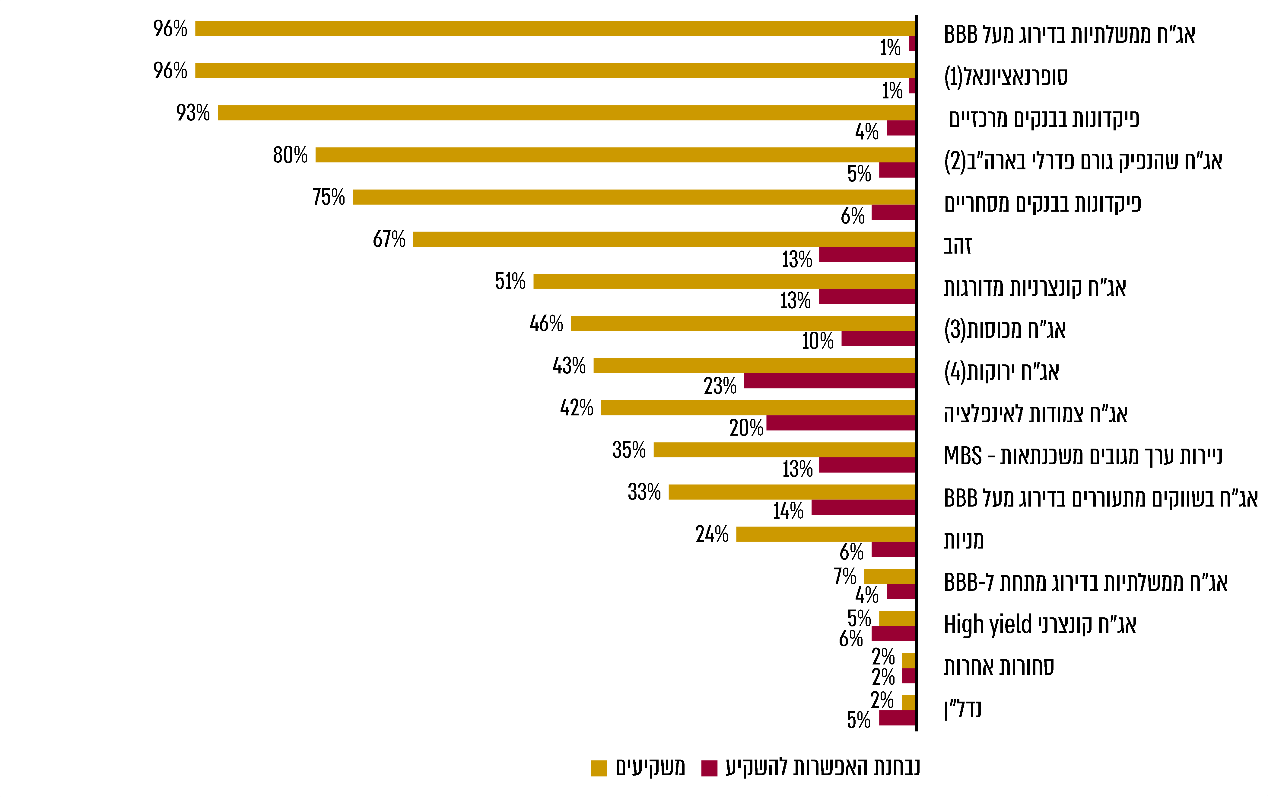 אג"ח ממשלתיות בדירוג מעל BBB
96%
1%
סופרנאציונאל(1)
96%
1%
פיקדונות בבנקים מרכזיים
93%
4%
אג"ח שהנפיק גורם פדרלי בארה"ב(2)
80%
5%
פיקדונות בבנקים מסחריים
75%
6%
זהב
67%
13%
אג"ח קונצרניות מדורגות
51%
13%
אג"ח מכוסות(3)
46%
10%
אג"ח ירוקות(4)
43%
23%
אג"ח צמודות לאינפלציה
42%
20%
ניירות ערך מגובים משכנתאות - MBS
35%
13%
אג"ח בשווקים מתעוררים בדירוג מעל BBB
33%
14%
מניות
24%
6%
אג"ח ממשלתיות בדירוג מתחת ל-BBB
7%
4%
אג"ח קונצרני High yield
5%
6%
סחורות אחרות
2%
2%
נדל"ן
2%
5%
נבחנת האפשרות להשקיע
משקיעים